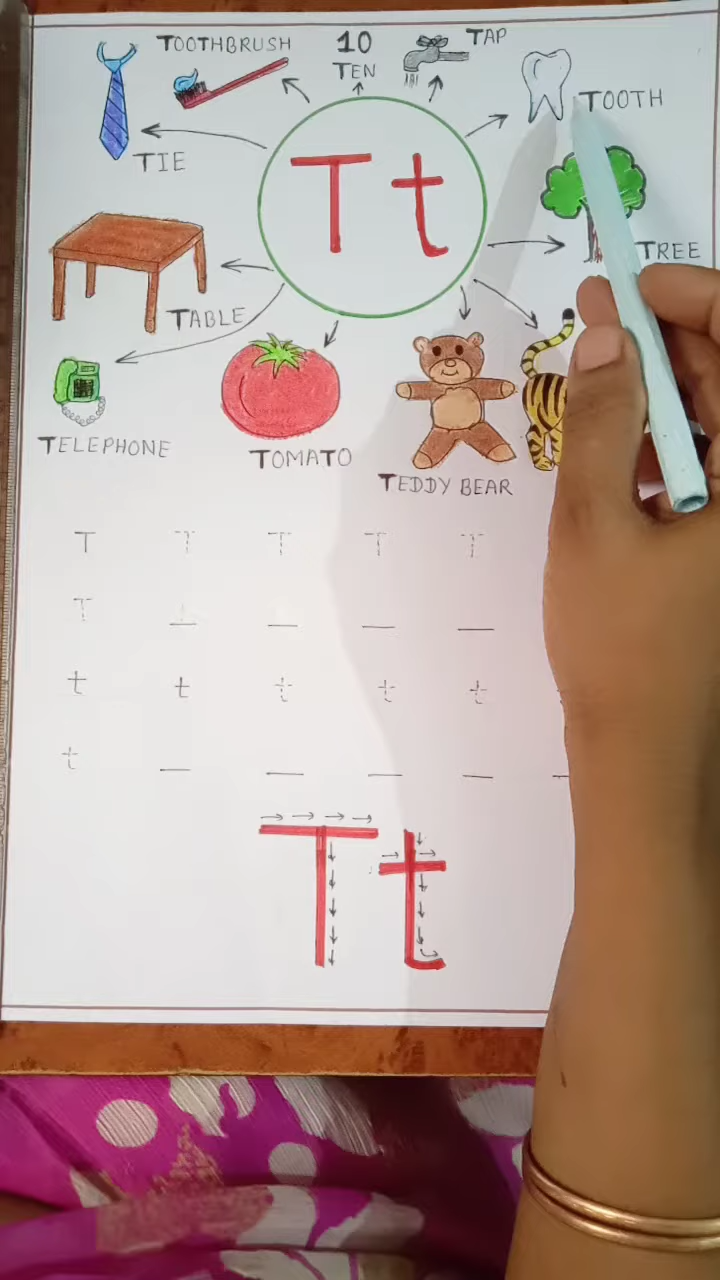 TOOTHBRUSH
10
TEN
TAP
TOOTH
TIE
Tt
TREE
TABLE
TELEPHONE
TOMATO
TEDDY BEAR
T T T T T
T _ _ _ _
t t t t t
t _ _ _ _ _
Tt